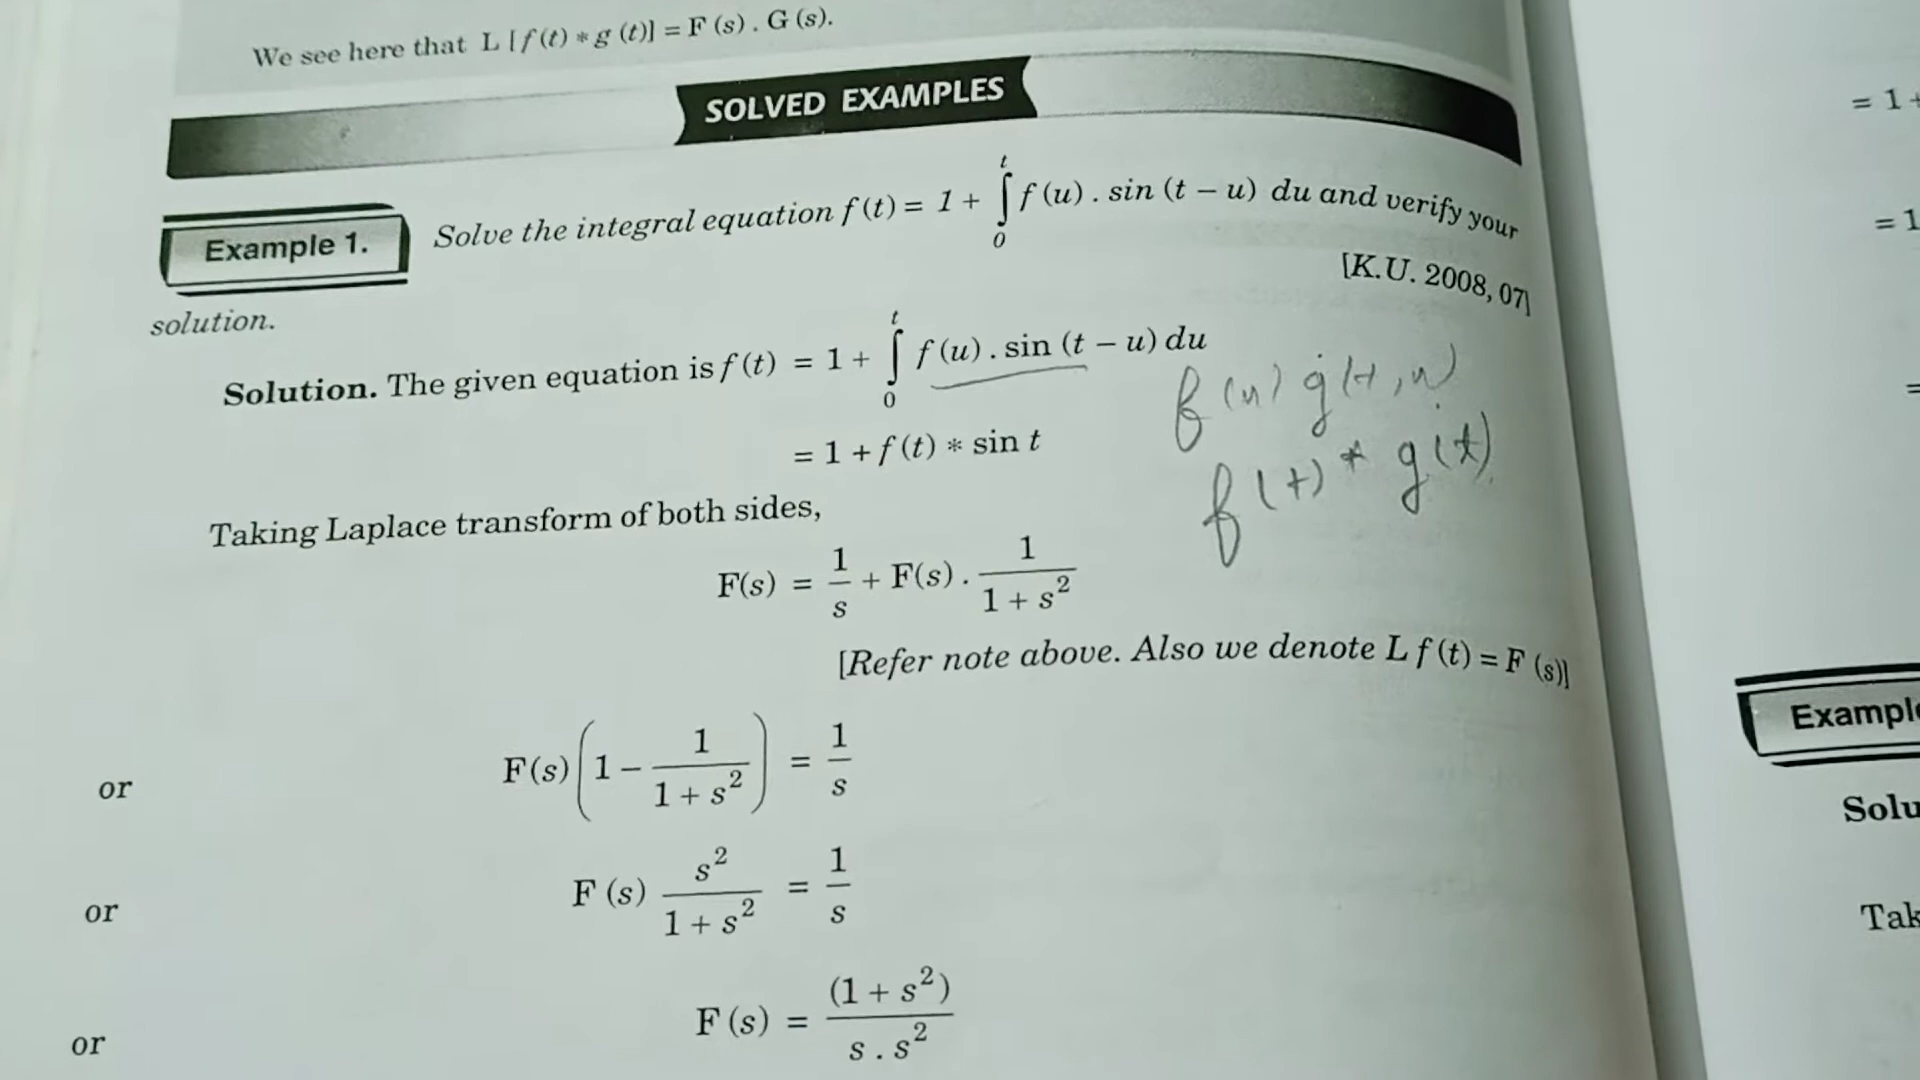 We see here that L [f(t) * g (t)] = F (s) . G (s).
SOLVED EXAMPLES
Example 1. Solve the integral equation f (t) = 1 + ∫₀ᵗ f (u) . sin (t – u) du and verify your
solution. [K.U. 2008, 07]
Solution. The given equation is f (t) = 1 + ∫₀ᵗ f (u) . sin (t – u) du
f(u) g(t,u)
= 1 + f (t) * sin t
f(t) * g(t)
Taking Laplace transform of both sides,
F(s) = 1/s + F(s) . 1/(1 + s²)
[Refer note above. Also we denote L f (t) = F (s)]
or F(s) (1 – 1/(1 + s²)) = 1/s
or F (s) s²/(1 + s²) = 1/s
or F (s) = (1 + s²)/(s . s²)
= 1 +
= 1
=
Example
Solu
Tak